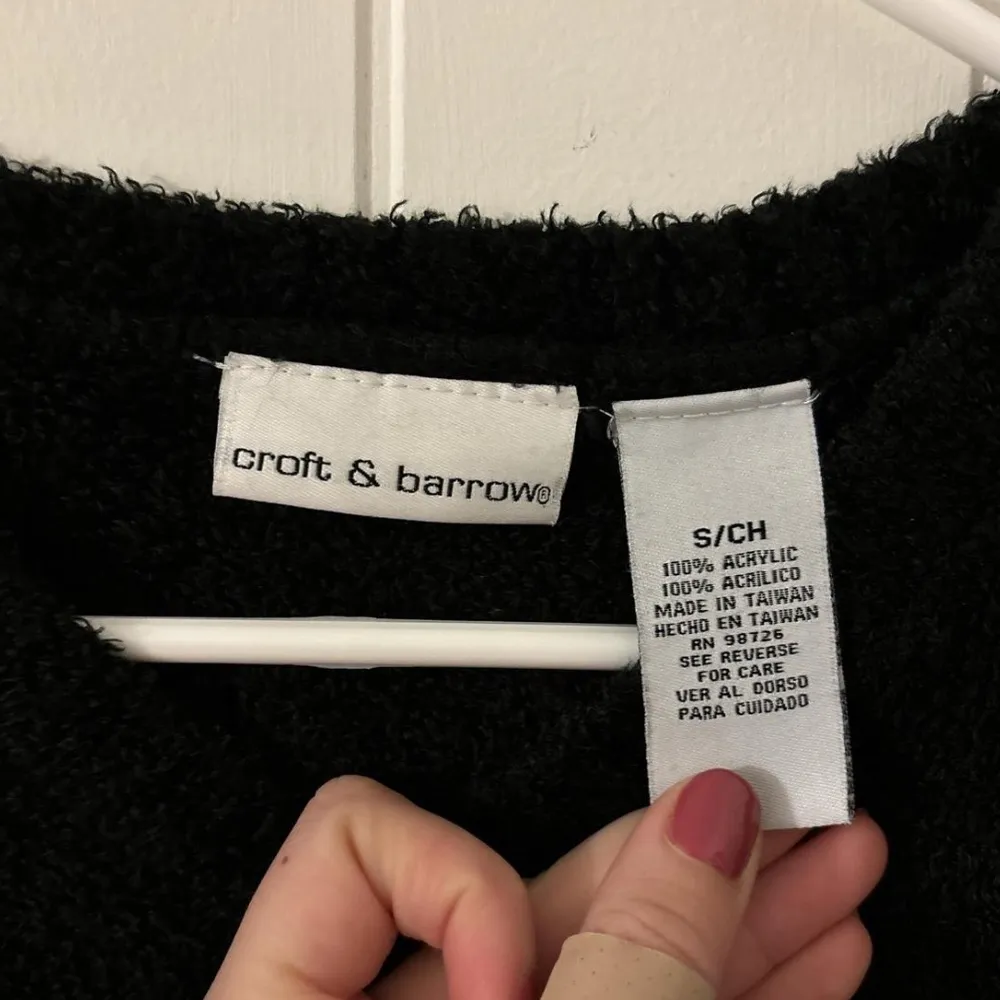 croft & barrow®
S/CH
100% ACRYLIC
100% ACRILICO
MADE IN TAIWAN
HECHO EN TAIWAN
RN 98726
SEE REVERSE
FOR CARE
VER AL DORSO
PARA CUIDADO